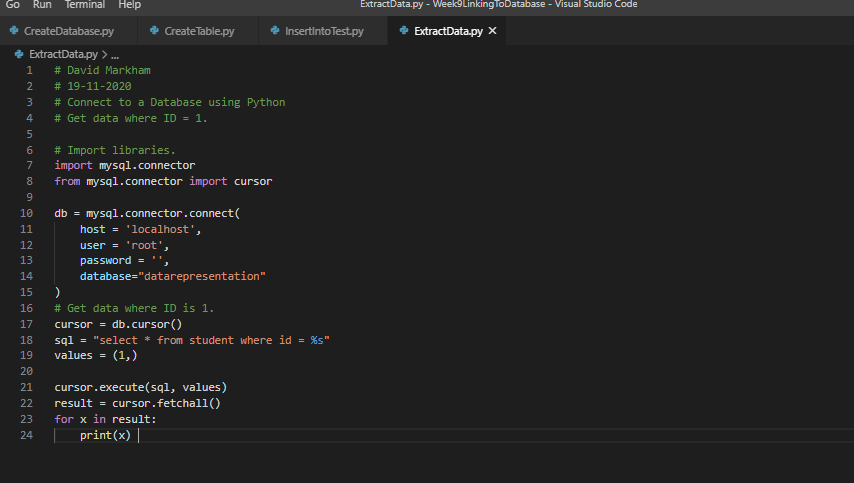 Go Run Terminal Help ExtractData.py - Week9LinkingToDatabase - Visual Studio Code
CreateDatabase.py CreateTable.py InsertIntoTest.py ExtractData.py ×
ExtractData.py > ...
1 # David Markham
2 # 19-11-2020
3 # Connect to a Database using Python
4 # Get data where ID = 1.
5
6 # Import libraries.
7 import mysql.connector
8 from mysql.connector import cursor
9
10 db = mysql.connector.connect(
11     host = 'localhost',
12     user = 'root',
13     password = '',
14     database="datarepresentation"
15 )
16 # Get data where ID is 1.
17 cursor = db.cursor()
18 sql = "select * from student where id = %s"
19 values = (1,)
20
21 cursor.execute(sql, values)
22 result = cursor.fetchall()
23 for x in result:
24     print(x)